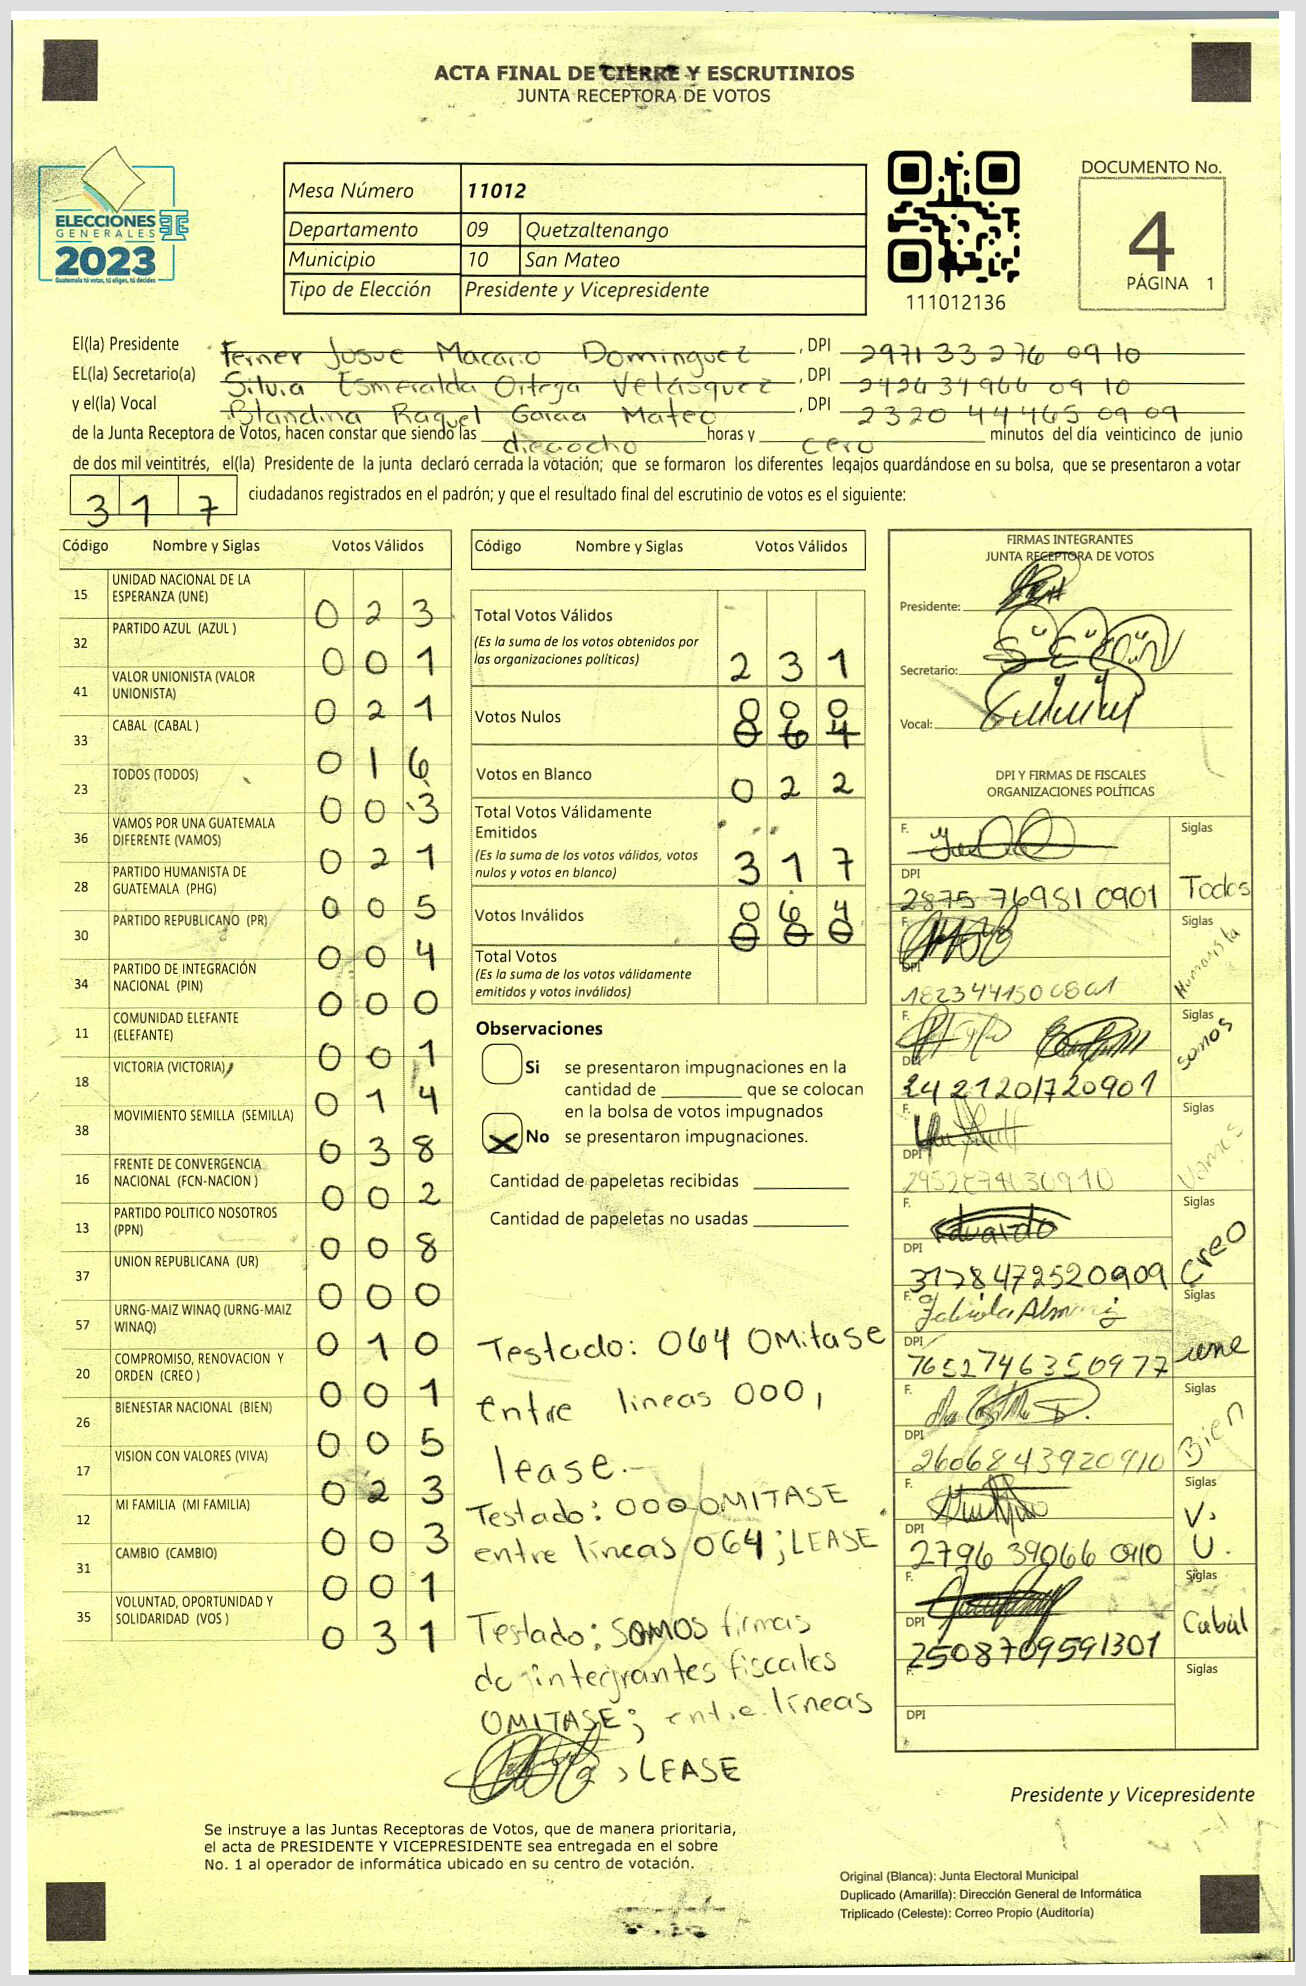 ACTA FINAL DE CIERRE Y ESCRUTINIOS
JUNTA RECEPTORA DE VOTOS
ELECCIONES
GENERALES
2023
Guatemala tú votas, tú eliges, tú decides
Mesa Número 11012
Departamento 09 Quetzaltenango
Municipio 10 San Mateo
Tipo de Elección Presidente y Vicepresidente
111012136
DOCUMENTO No.
4
PÁGINA 1
El(la) Presidente Ferner Josue Macario Dominguez , DPI 2971 33 276 0910
EL(la) Secretario(a) Silvia Esmeralda Ortega Velásquez , DPI 2426 34966 09 10
y el(la) Vocal Blandina Raquel Garcia Mateo , DPI 2320 44465 09 09
de la Junta Receptora de Votos, hacen constar que siendo las dieciocho horas y cero minutos del día veinticinco de junio
de dos mil veintitrés, el(la) Presidente de la junta declaró cerrada la votación; que se formaron los diferentes legajos quardándose en su bolsa, que se presentaron a votar
317 ciudadanos registrados en el padrón; y que el resultado final del escrutinio de votos es el siguiente:
Código Nombre y Siglas Votos Válidos
15 UNIDAD NACIONAL DE LA ESPERANZA (UNE) 0 2 3
32 PARTIDO AZUL (AZUL ) 0 0 1
41 VALOR UNIONISTA (VALOR UNIONISTA) 0 2 1
33 CABAL (CABAL ) 0 1 6
23 TODOS (TODOS) 0 0 3
36 VAMOS POR UNA GUATEMALA DIFERENTE (VAMOS) 0 2 1
28 PARTIDO HUMANISTA DE GUATEMALA (PHG) 0 0 5
30 PARTIDO REPUBLICANO (PR) 0 0 4
34 PARTIDO DE INTEGRACIÓN NACIONAL (PIN) 0 0 0
11 COMUNIDAD ELEFANTE (ELEFANTE) 0 0 1
18 VICTORIA (VICTORIA) 0 1 4
38 MOVIMIENTO SEMILLA (SEMILLA) 0 3 8
16 FRENTE DE CONVERGENCIA NACIONAL (FCN-NACION ) 0 0 2
13 PARTIDO POLITICO NOSOTROS (PPN) 0 0 8
37 UNION REPUBLICANA (UR) 0 0 0
57 URNG-MAIZ WINAQ (URNG-MAIZ WINAQ) 0 1 0
20 COMPROMISO, RENOVACION Y ORDEN (CREO ) 0 0 1
26 BIENESTAR NACIONAL (BIEN) 0 0 5
17 VISION CON VALORES (VIVA) 0 2 3
12 MI FAMILIA (MI FAMILIA) 0 0 3
31 CAMBIO (CAMBIO) 0 0 1
35 VOLUNTAD, OPORTUNIDAD Y SOLIDARIDAD (VOS ) 0 3 1
Código Nombre y Siglas Votos Válidos
Total Votos Válidos
(Es la suma de los votos obtenidos por
las organizaciones políticas) 2 3 1
Votos Nulos 0 0 0
0 6 4
Votos en Blanco 0 2 2
Total Votos Válidamente
Emitidos
(Es la suma de los votos válidos, votos
nulos y votos en blanco) 3 1 7
Votos Inválidos 0 6 4
0 0 0
Total Votos
(Es la suma de los votos válidamente
emitidos y votos inválidos)
Observaciones
Si se presentaron impugnaciones en la
cantidad de ________ que se colocan
en la bolsa de votos impugnados
No se presentaron impugnaciones.
Cantidad de papeletas recibidas
Cantidad de papeletas no usadas
Testado: 064 OMitase
entre lineas 000,
lease.-
Testado: 000 OMITASE
entre lineas 064; LEASE
Testado: SOMOS firmas
de integrantes fiscales
OMITASE; entre lineas
, LEASE
FIRMAS INTEGRANTES
JUNTA RECEPTORA DE VOTOS
Presidente:
Secretario:
Vocal:
DPI Y FIRMAS DE FISCALES
ORGANIZACIONES POLÍTICAS
F. Siglas
DPI 2875 76981 0901 Todos
F. Siglas
DPI 1823441500801 Humanista
F. Siglas
DPI 2421201720901 Somos
F. Siglas
DPI Vamos
F. Eduardo Siglas
DPI 3178472520909 Creo
F. Siglas
DPI 7652746350977 une
F. Siglas
DPI 2606843920910 Bien
F. Siglas
DPI 2796 39066 0910 V. U.
F. Siglas
DPI 2508709591301 Cabal
F. Siglas
DPI
Presidente y Vicepresidente
Se instruye a las Juntas Receptoras de Votos, que de manera prioritaria,
el acta de PRESIDENTE Y VICEPRESIDENTE sea entregada en el sobre
No. 1 al operador de informática ubicado en su centro de votación.
Original (Blanca): Junta Electoral Municipal
Duplicado (Amarilla): Dirección General de Informática
Triplicado (Celeste): Correo Propio (Auditoría)